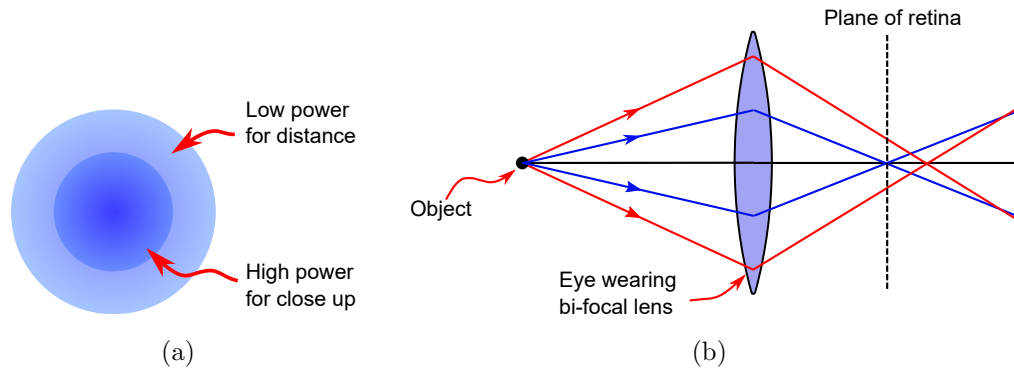 Low power
for distance
High power
for close up
(a)
Plane of retina
Object
Eye wearing
bi-focal lens
(b)